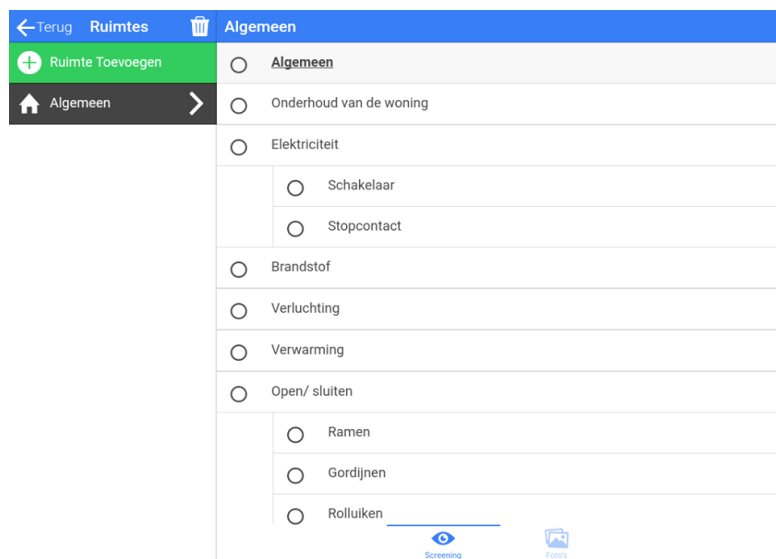 Terug Ruimtes
Ruimte Toevoegen
Algemeen
Algemeen
Algemeen
Onderhoud van de woning
Elektriciteit
Schakelaar
Stopcontact
Brandstof
Verluchting
Verwarming
Open/ sluiten
Ramen
Gordijnen
Rolluiken
Screening
Foto's